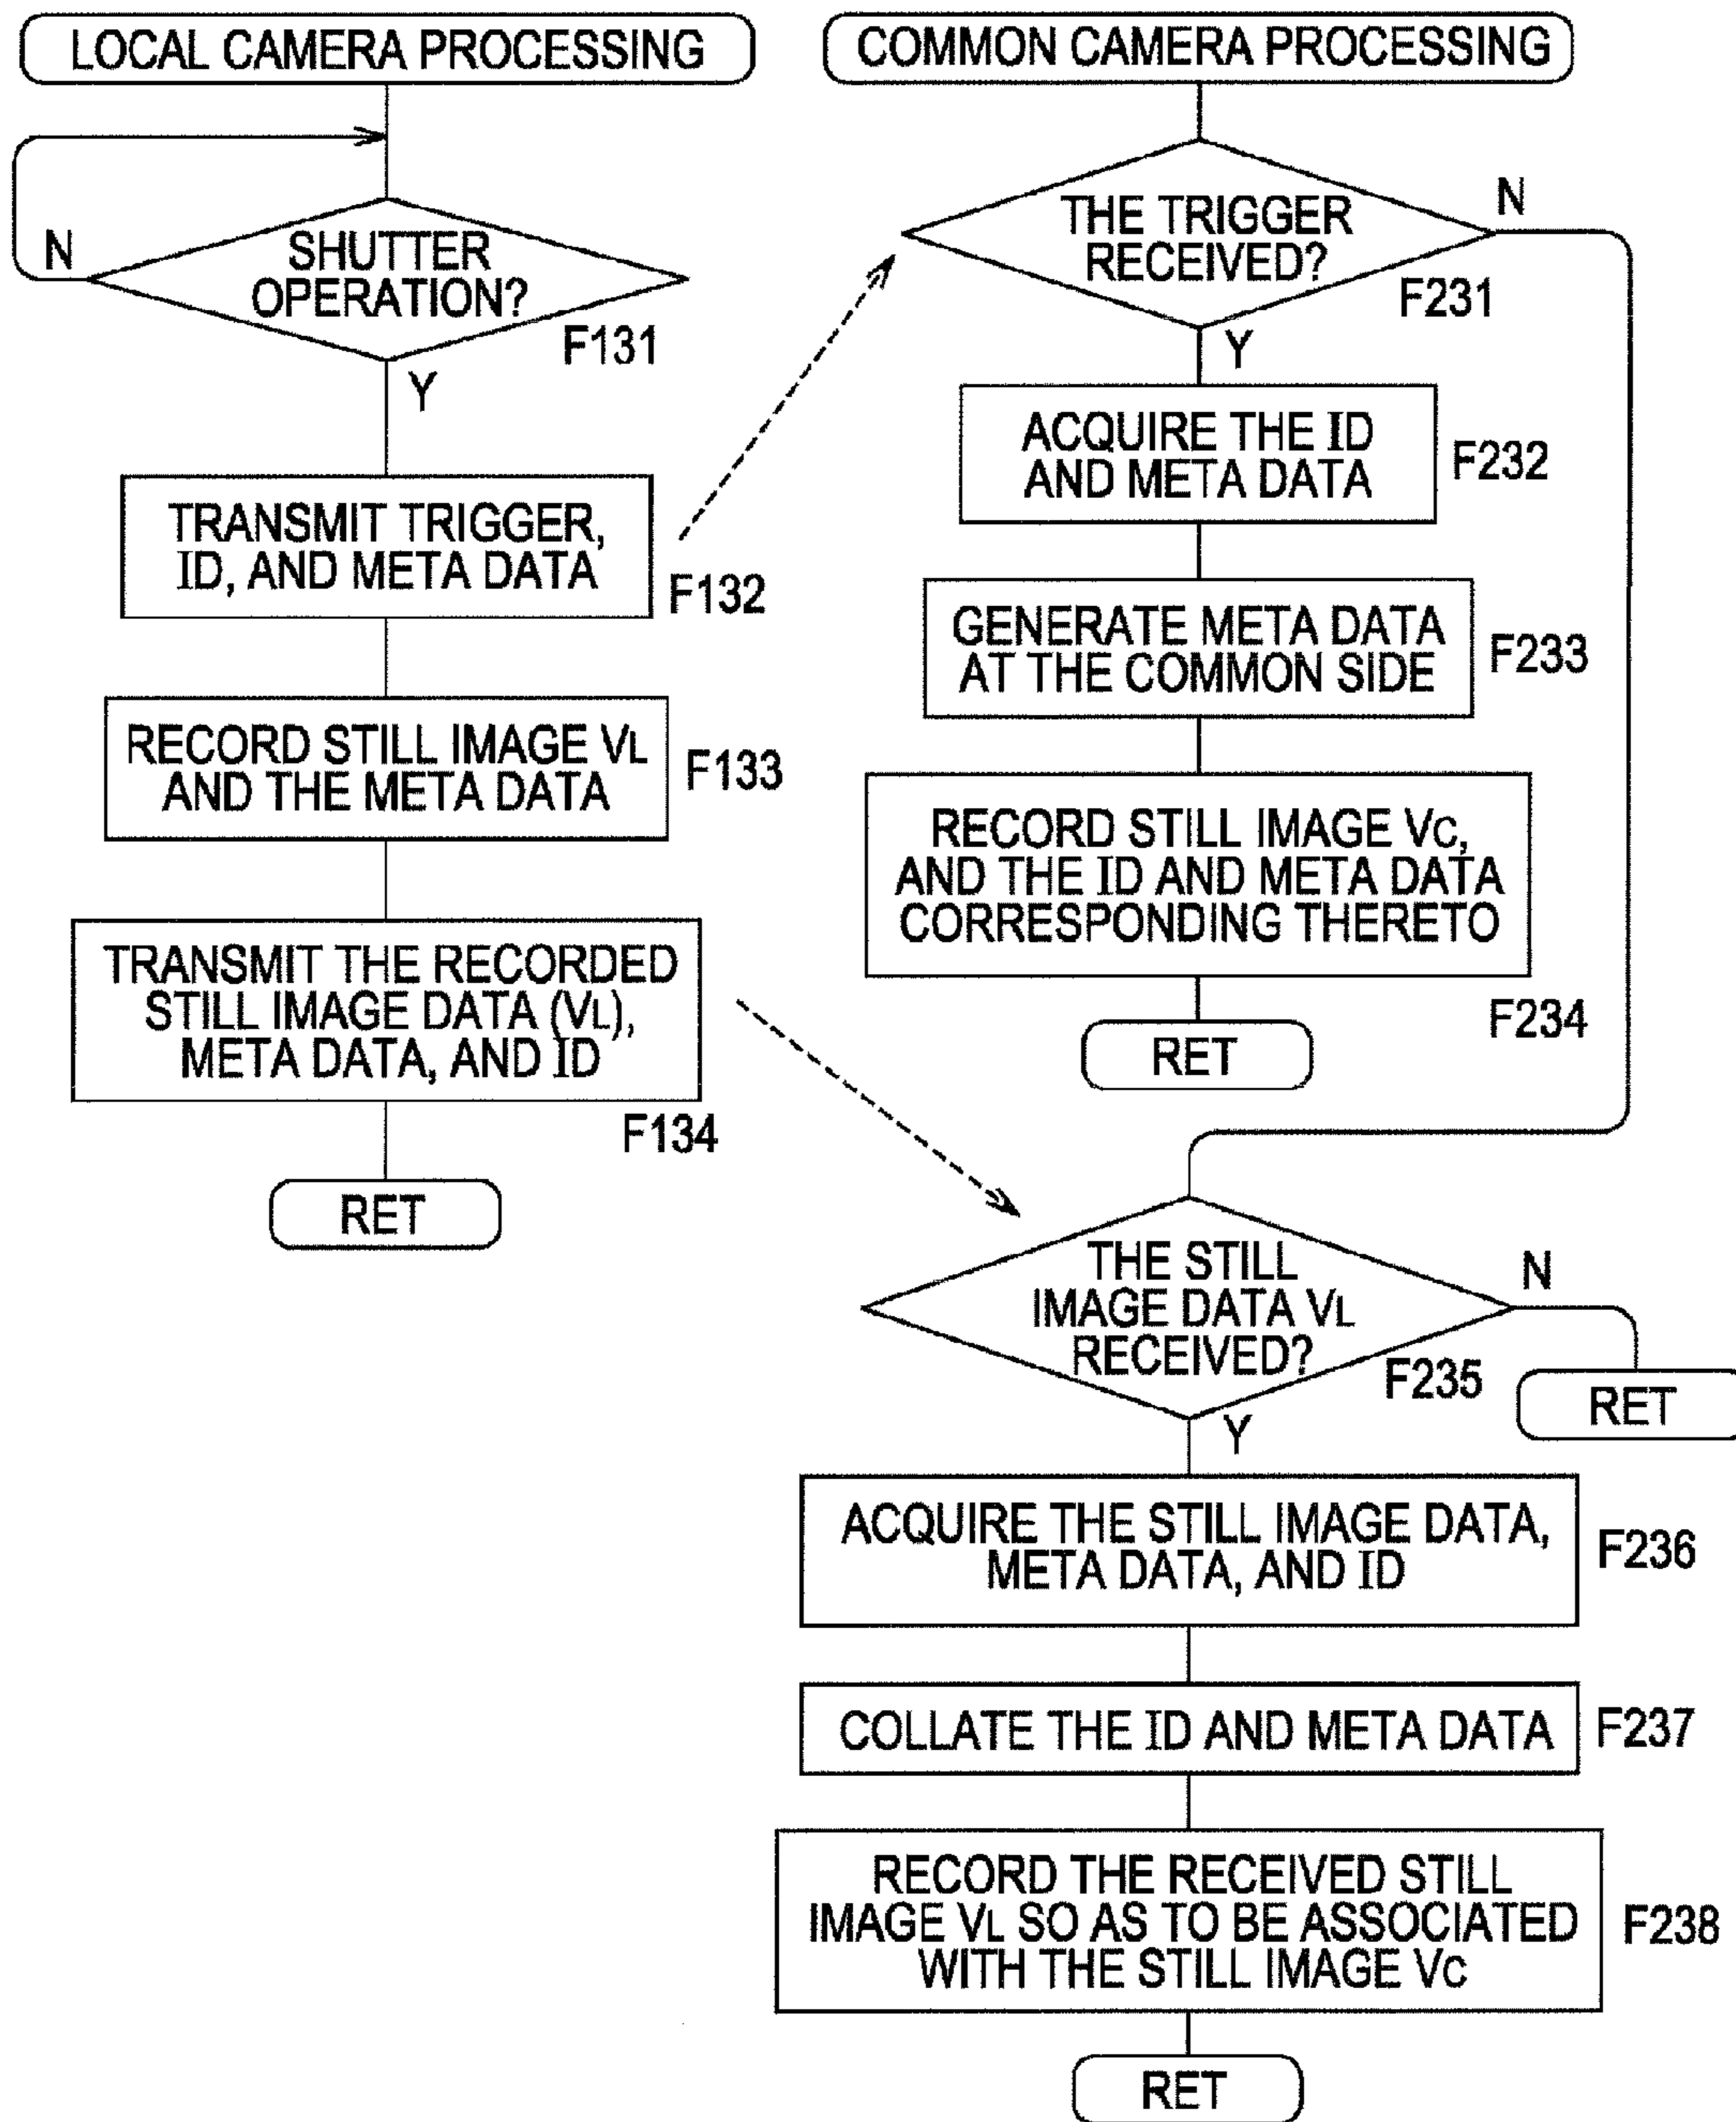 LOCAL CAMERA PROCESSING
N
SHUTTER
OPERATION?
F131
Y
TRANSMIT TRIGGER,
ID, AND META DATA
F132
RECORD STILL IMAGE VL
AND THE META DATA
F133
TRANSMIT THE RECORDED
STILL IMAGE DATA (VL),
META DATA, AND ID
F134
RET
COMMON CAMERA PROCESSING
THE TRIGGER
RECEIVED?
N
F231
Y
ACQUIRE THE ID
AND META DATA
F232
GENERATE META DATA
AT THE COMMON SIDE
F233
RECORD STILL IMAGE VC,
AND THE ID AND META DATA
CORRESPONDING THERETO
F234
RET
THE STILL
IMAGE DATA VL
RECEIVED?
N
F235
RET
Y
ACQUIRE THE STILL IMAGE DATA,
META DATA, AND ID
F236
COLLATE THE ID AND META DATA
F237
RECORD THE RECEIVED STILL
IMAGE VL SO AS TO BE ASSOCIATED
WITH THE STILL IMAGE VC
F238
RET